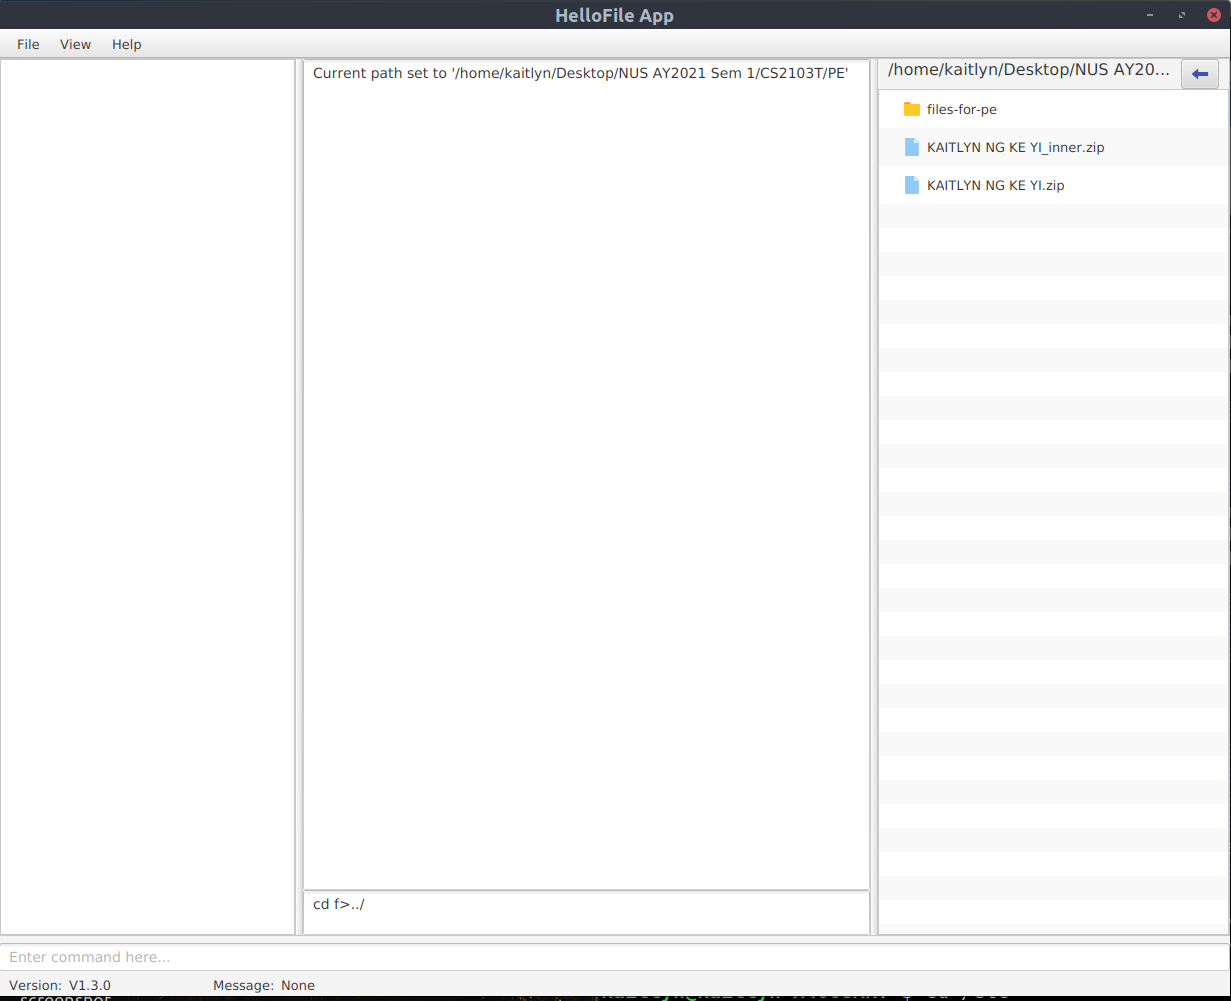 HelloFile App
File View Help
Current path set to '/home/kaitlyn/Desktop/NUS AY2021 Sem 1/CS2103T/PE'
/home/kaitlyn/Desktop/NUS AY20...
files-for-pe
KAITLYN NG KE YI_inner.zip
KAITLYN NG KE YI.zip
cd f>../
Enter command here...
Version: V1.3.0 Message: None